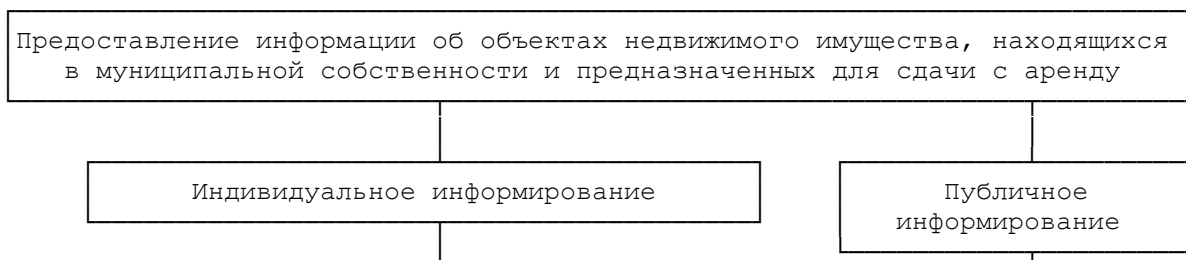 Предоставление информации об объектах недвижимого имущества, находящихся
в муниципальной собственности и предназначенных для сдачи с аренду
Индивидуальное информирование
Публичное
информирование